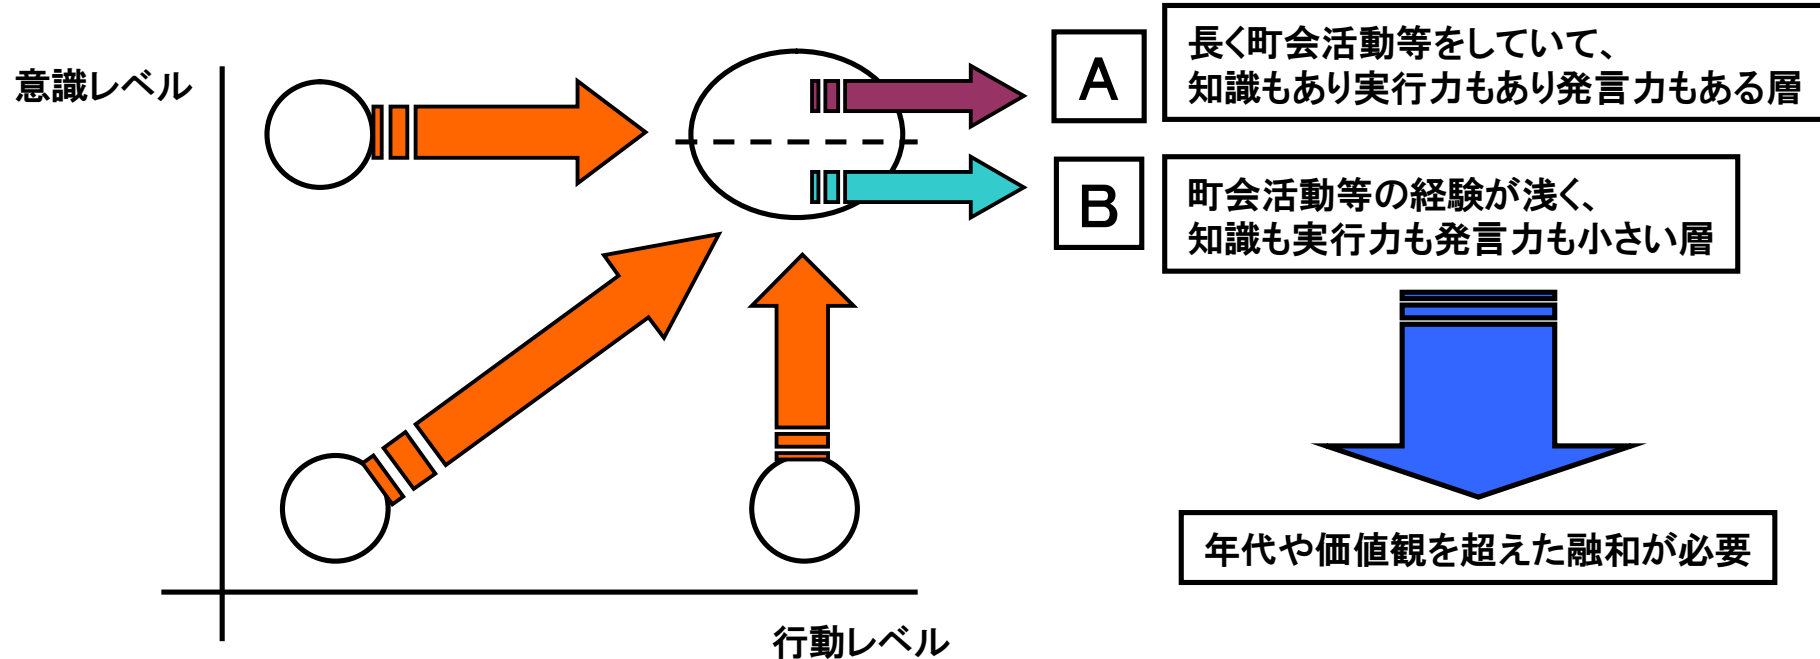 意識レベル
A
長く町会活動等をしていて、
知識もあり実行力もあり発言力もある層
B
町会活動等の経験が浅く、
知識も実行力も発言力も小さい層
年代や価値観を超えた融和が必要
行動レベル